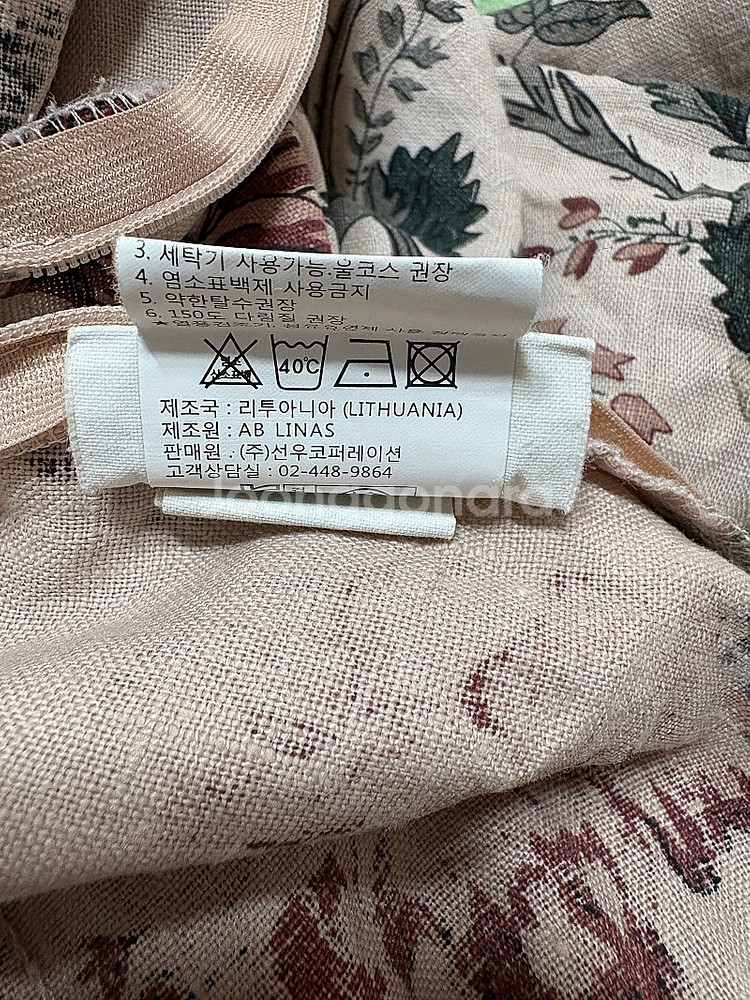 3. 세탁기 사용가능.울코스 권장
4. 염소표백제 사용금지
5. 약한탈수권장
6. 150도 다림질 권장
40℃
제조국 : 리투아니아 (LITHUANIA)
제조원 : AB LINAS
판매원 . (주)선우코퍼레이션
고객상담실 : 02-448-9864
joongoonara